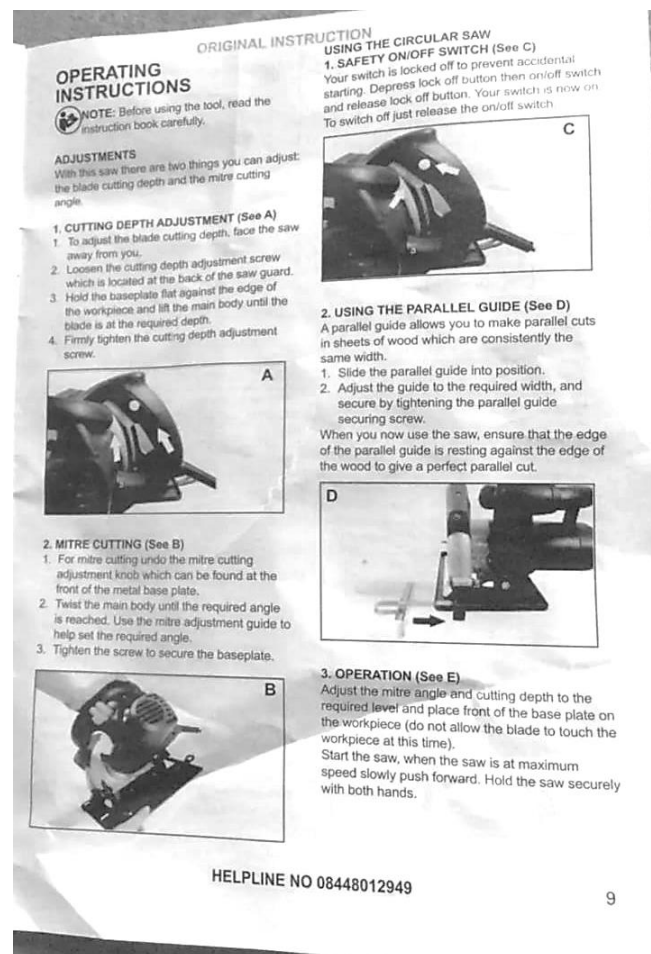 ORIGINAL INSTRUCTION
OPERATING
INSTRUCTIONS
NOTE: Before using the tool, read the
instruction book carefully.
ADJUSTMENTS
With this saw there are two things you can adjust:
the blade cutting depth and the mitre cutting
angle.
1. CUTTING DEPTH ADJUSTMENT (See A)
1. To adjust the blade cutting depth, face the saw
away from you.
2. Loosen the cutting depth adjustment screw
which is located at the back of the saw guard.
3. Hold the baseplate flat against the edge of
the workpiece and lift the main body until the
blade is at the required depth.
4. Firmly tighten the cutting depth adjustment
screw.
A
2. MITRE CUTTING (See B)
1. For mitre cutting undo the mitre cutting
adjustment knob which can be found at the
front of the metal base plate.
2. Twist the main body until the required angle
is reached. Use the mitre adjustment guide to
help set the required angle.
3. Tighten the screw to secure the baseplate.
B
USING THE CIRCULAR SAW
1. SAFETY ON/OFF SWITCH (See C)
Your switch is locked off to prevent accidental
starting. Depress lock off button then on/off switch
and release lock off button. Your switch is now on.
To switch off just release the on/off switch
C
2. USING THE PARALLEL GUIDE (See D)
A parallel guide allows you to make parallel cuts
in sheets of wood which are consistently the
same width.
1. Slide the parallel guide into position.
2. Adjust the guide to the required width, and
secure by tightening the parallel guide
securing screw.
When you now use the saw, ensure that the edge
of the parallel guide is resting against the edge of
the wood to give a perfect parallel cut.
D
3. OPERATION (See E)
Adjust the mitre angle and cutting depth to the
required level and place front of the base plate on
the workpiece (do not allow the blade to touch the
workpiece at this time).
Start the saw, when the saw is at maximum
speed slowly push forward. Hold the saw securely
with both hands.
HELPLINE NO 08448012949
9